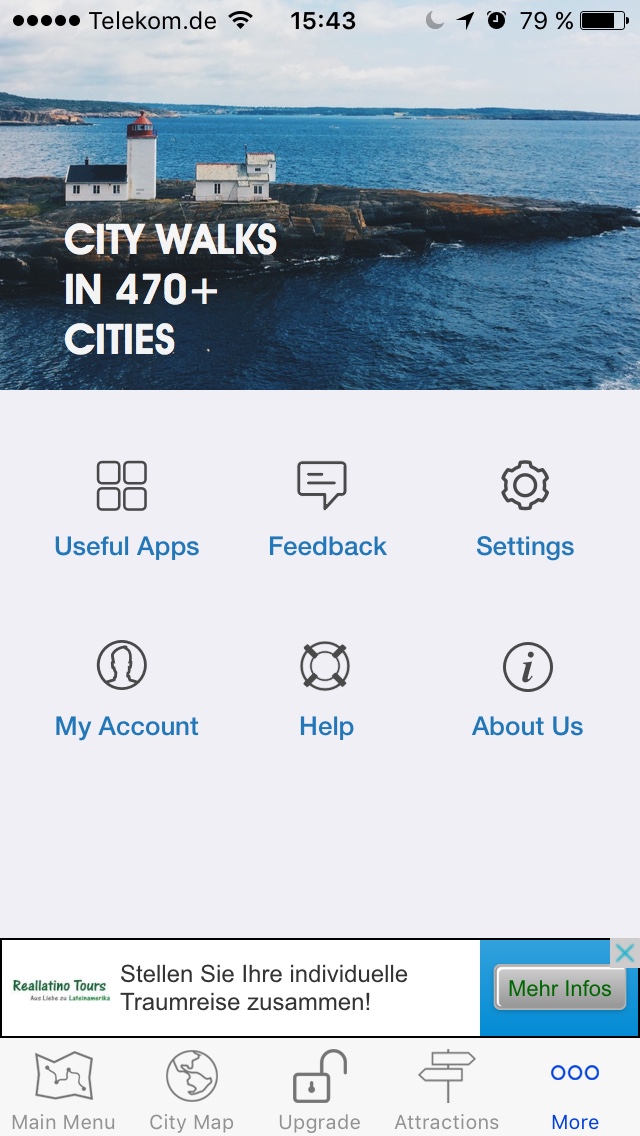 Telekom.de 15:43 79 %
CITY WALKS
IN 470+
CITIES
Useful Apps Feedback Settings
My Account Help About Us
Reallatino Tours
Aus Liebe zu Lateinamerika
Stellen Sie Ihre individuelle
Traumreise zusammen!
Mehr Infos
Main Menu City Map Upgrade Attractions More